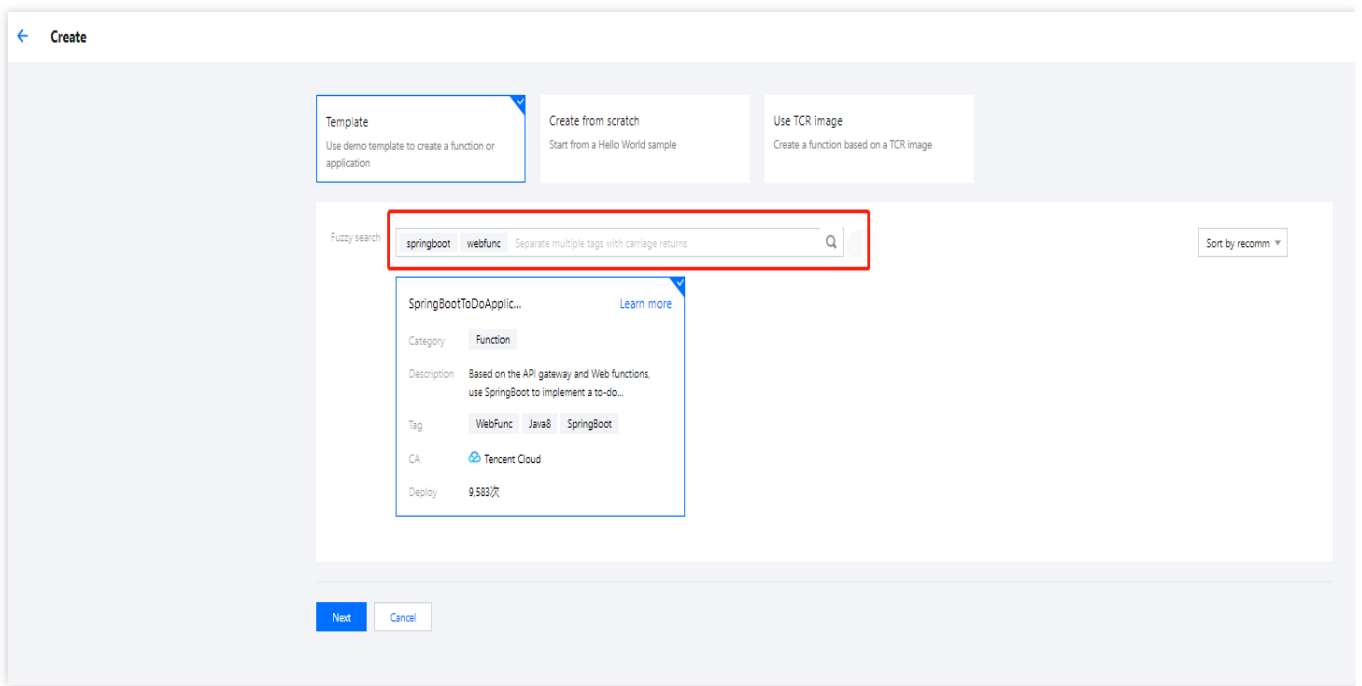 Create
Template
Use demo template to create a function or
application
Create from scratch
Start from a Hello World sample
Use TCR image
Create a function based on a TCR image
Fuzzy search
springboot webfunc Separate multiple tags with carriage returns
Sort by recomm
SpringBootToDoApplic... Learn more
Category Function
Description Based on the API gateway and Web functions,
use SpringBoot to implement a to-do...
Tag WebFunc Java8 SpringBoot
CA Tencent Cloud
Deploy 9,583次
Next Cancel